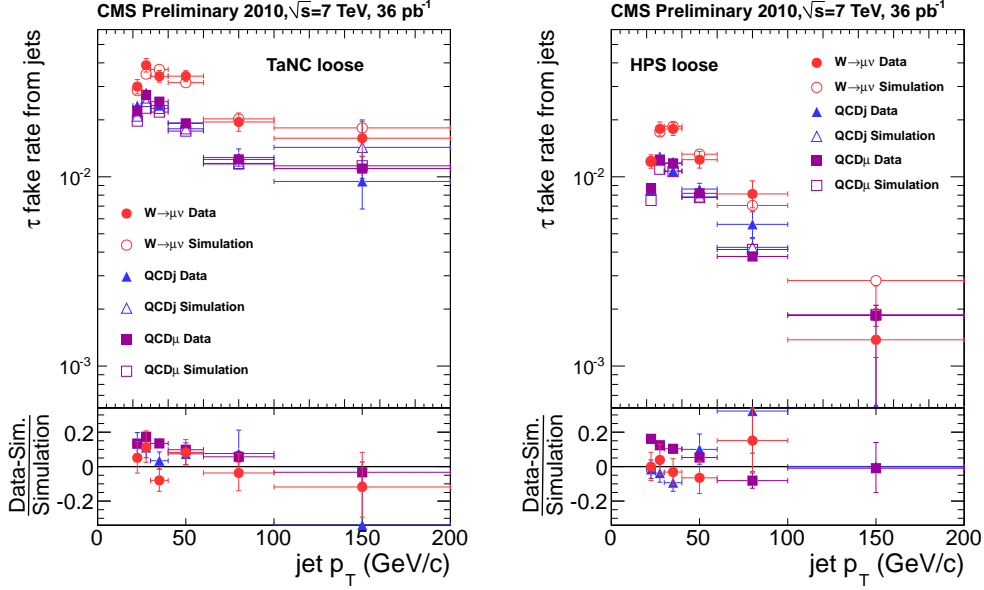 CMS Preliminary 2010,√s=7 TeV, 36 pb⁻¹
TaNC loose
τ fake rate from jets
10⁻²
10⁻³
W→μν Data
W→μν Simulation
QCDj Data
QCDj Simulation
QCDμ Data
QCDμ Simulation
Data-Sim.
Simulation
0.2
0
-0.2
0 50 100 150 200
jet p_T (GeV/c)
CMS Preliminary 2010,√s=7 TeV, 36 pb⁻¹
HPS loose
τ fake rate from jets
10⁻²
10⁻³
W→μν Data
W→μν Simulation
QCDj Data
QCDj Simulation
QCDμ Data
QCDμ Simulation
Data-Sim.
Simulation
0.2
0
-0.2
0 50 100 150 200
jet p_T (GeV/c)